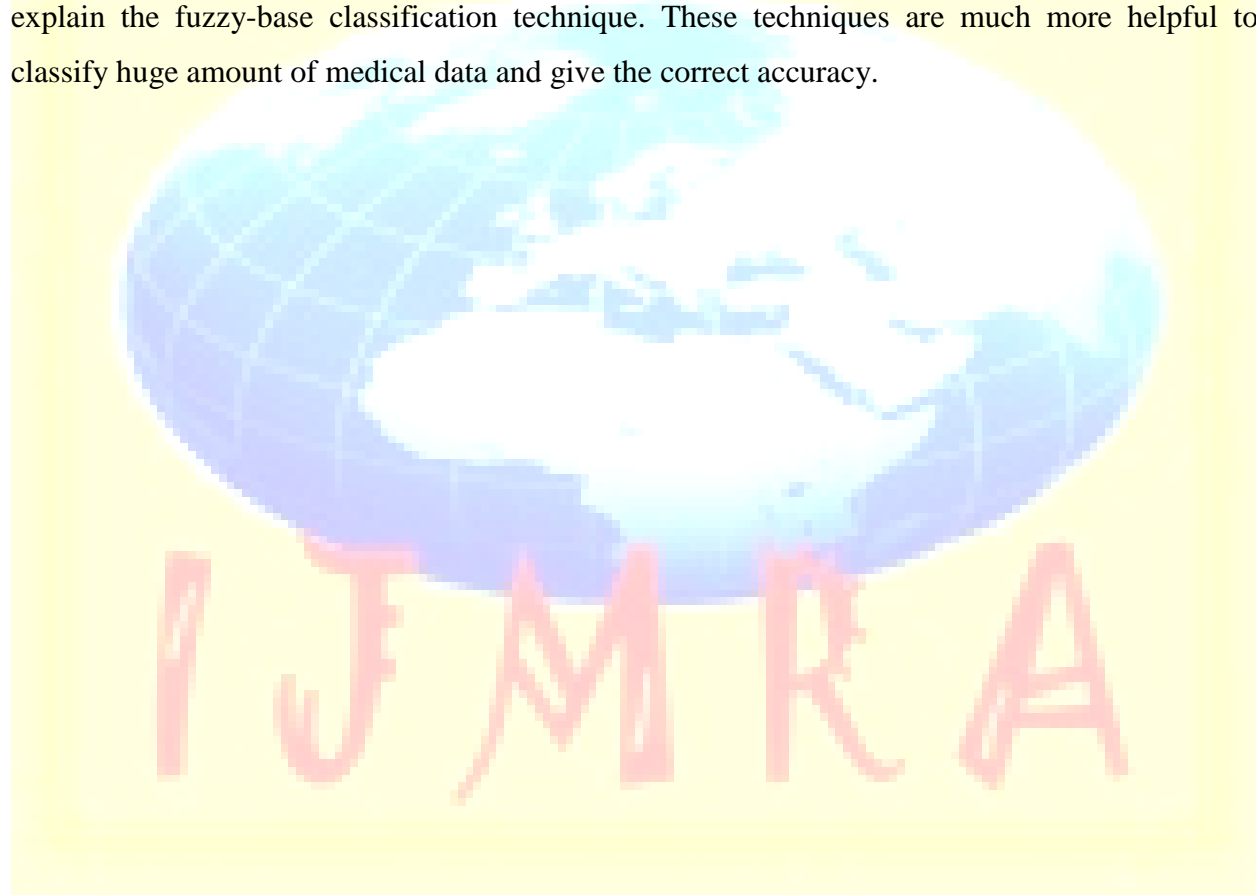 explain the fuzzy-base classification technique. These techniques are much more helpful to
classify huge amount of medical data and give the correct accuracy.
IJMRA